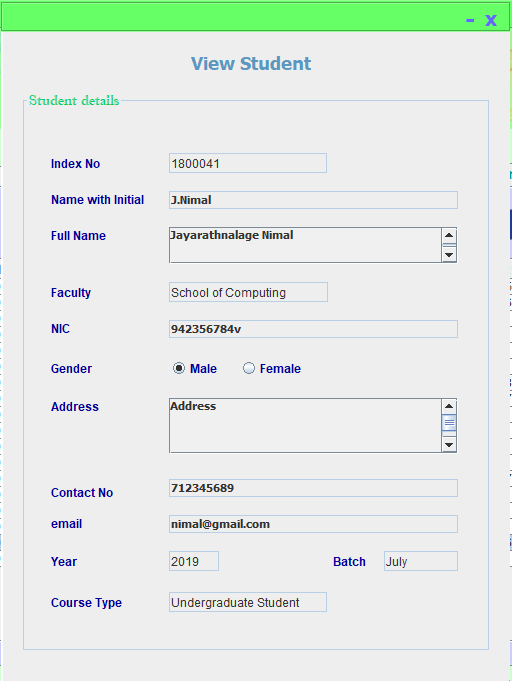 - x
View Student
Student details
Index No 1800041
Name with Initial J.Nimal
Full Name Jayarathnalage Nimal
Faculty School of Computing
NIC 942356784v
Gender Male Female
Address Address
Contact No 712345689
email nimal@gmail.com
Year 2019 Batch July
Course Type Undergraduate Student